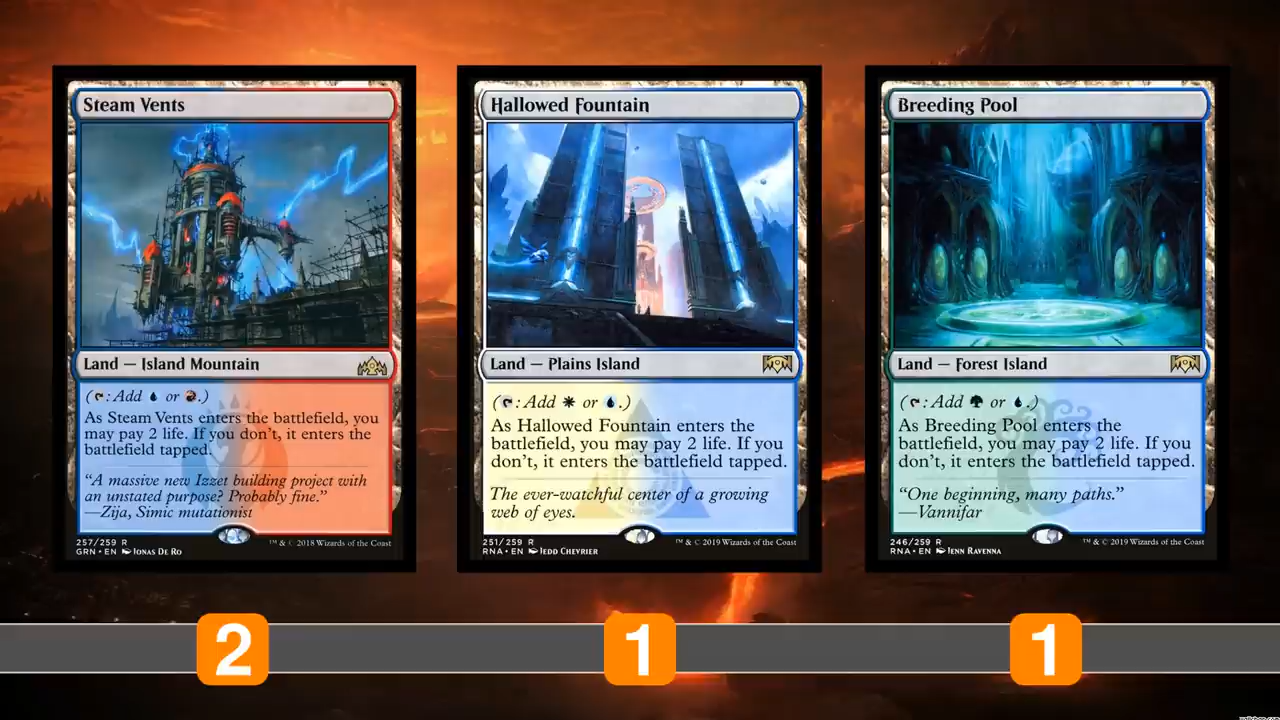 Steam Vents
Land — Island Mountain
( : Add or .)
As Steam Vents enters the battlefield, you
may pay 2 life. If you don't, it enters the
battlefield tapped.
“A massive new Izzet building project with
an unstated purpose? Probably fine.”
—Zija, Simic mutationist
257/259 R
GRN • EN Jonas De Ro
™ & © 2018 Wizards of the Coast
2
Hallowed Fountain
Land — Plains Island
( : Add or .)
As Hallowed Fountain enters the
battlefield, you may pay 2 life. If you
don't, it enters the battlefield tapped.
The ever-watchful center of a growing
web of eyes.
251/259 R
RNA • EN Jedd Chevrier
™ & © 2019 Wizards of the Coast
1
Breeding Pool
Land — Forest Island
( : Add or .)
As Breeding Pool enters the
battlefield, you may pay 2 life. If you
don't, it enters the battlefield tapped.
“One beginning, many paths.”
—Vannifar
246/259 R
RNA • EN Jenn Ravenna
™ & © 2019 Wizards of the Coast
1